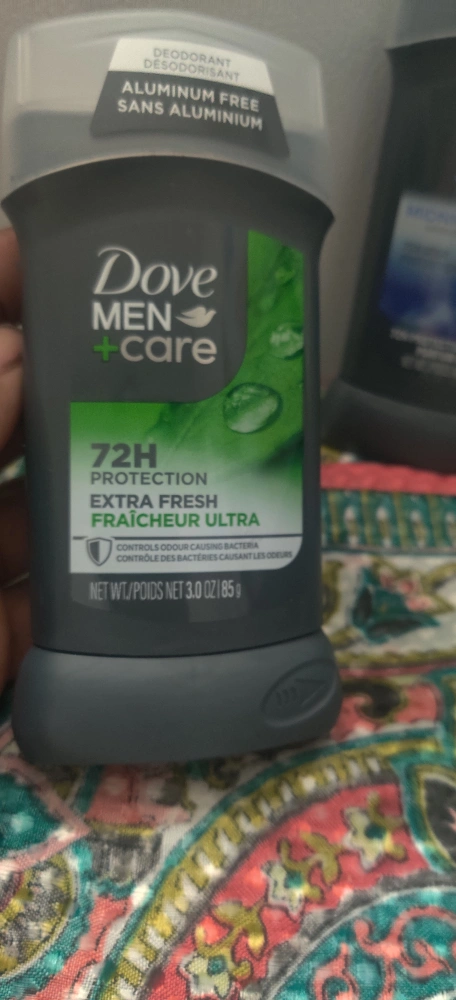 DEODORANT
DÉSODORISANT
ALUMINUM FREE
SANS ALUMINIUM
Dove
MEN
+care
72H
PROTECTION
EXTRA FRESH
FRAÎCHEUR ULTRA
CONTROLS ODOUR CAUSING BACTERIA
CONTRÔLE DES BACTÉRIES CAUSANT LES ODEURS
NET WT./POIDS NET 3.0 OZ | 85 g